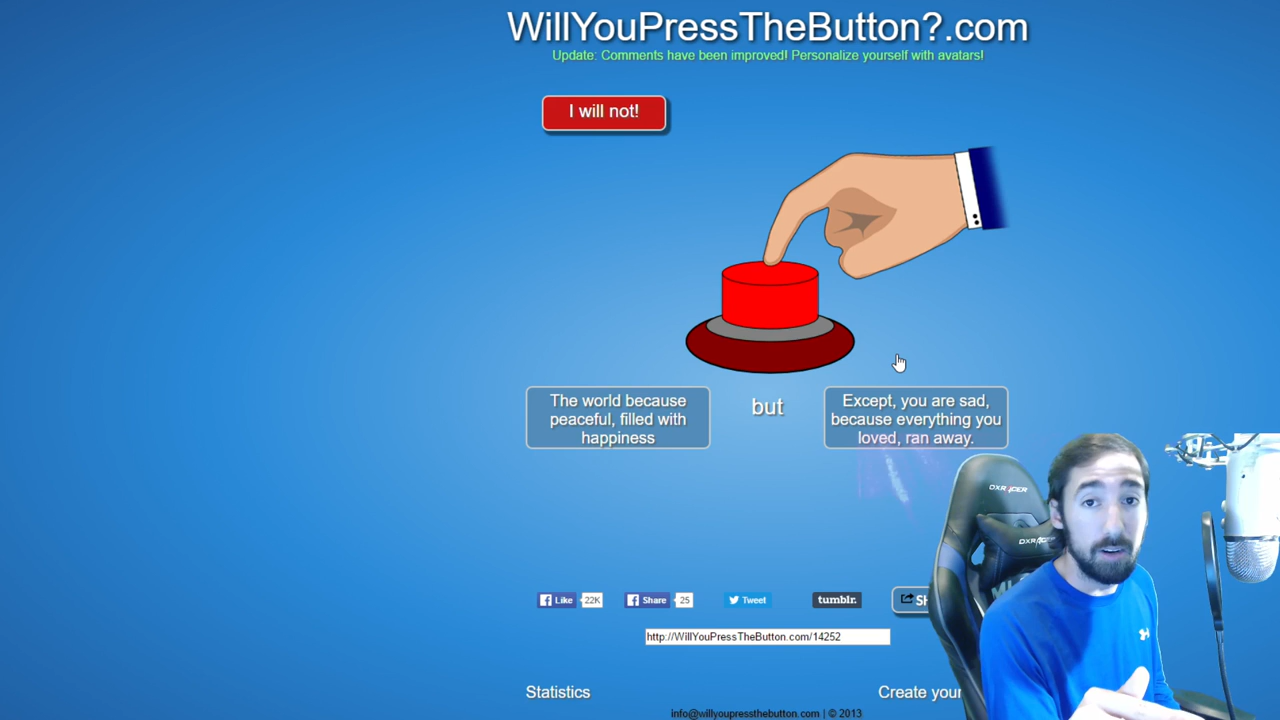 WillYouPressTheButton?.com
Update: Comments have been improved! Personalize yourself with avatars!
I will not!
The world because
peaceful, filled with
happiness
but
Except, you are sad,
because everything you
loved, ran away.
DXRACER
DXRACER
Like 22K
Share 25
Tweet
tumblr.
http://WillYouPressTheButton.com/14252
Statistics
info@willyoupressthebutton.com | © 2013